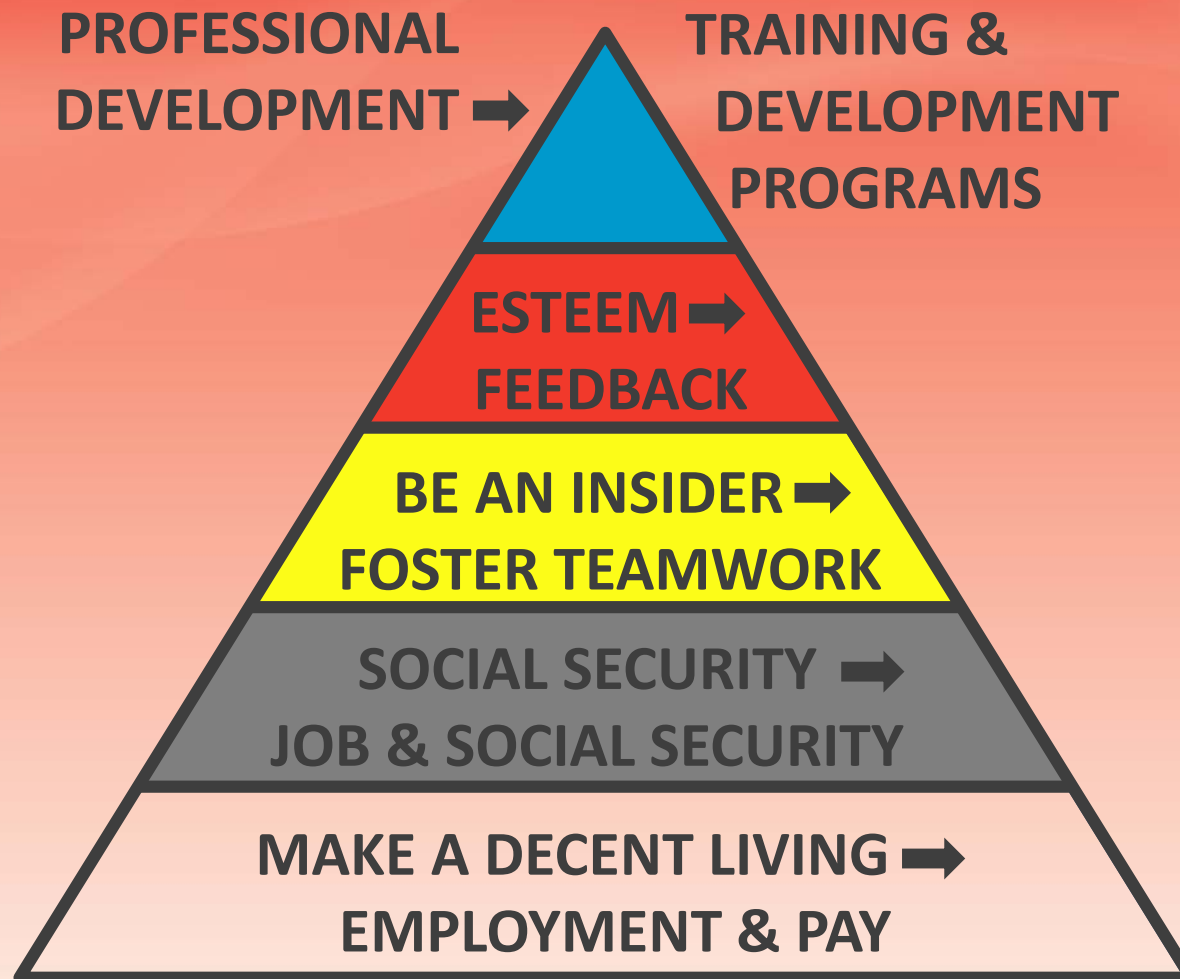 PROFESSIONAL
DEVELOPMENT ➡
TRAINING &
DEVELOPMENT
PROGRAMS
ESTEEM ➡
FEEDBACK
BE AN INSIDER ➡
FOSTER TEAMWORK
SOCIAL SECURITY ➡
JOB & SOCIAL SECURITY
MAKE A DECENT LIVING ➡
EMPLOYMENT & PAY